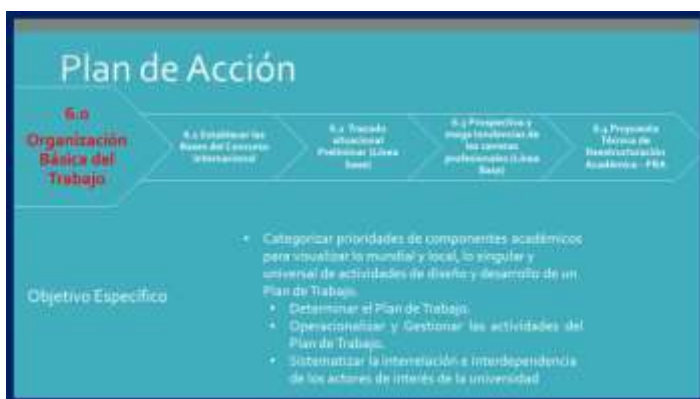 Plan de Acción
6.0
Organización
Básica del
Trabajo
6.1 Establecer las
Bases del Concurso
Internacional
6.2 Trazado
situacional
Preliminar (Línea
base)
6.3 Prospectiva y
mega tendencias de
las carreras
profesionales (Línea
Base)
6.4 Propuesta
Técnica de
Reestructuración
Académica - PRA
Objetivo Específico
• Categorizar prioridades de componentes académicos
para visualizar lo mundial y local, lo singular y
universal de actividades de diseño y desarrollo de un
Plan de Trabajo.
• Determinar el Plan de Trabajo.
• Operacionalizar y Gestionar las actividades del
Plan de Trabajo.
• Sistematizar la interrelación e interdependencia
de los actores de interés de la universidad